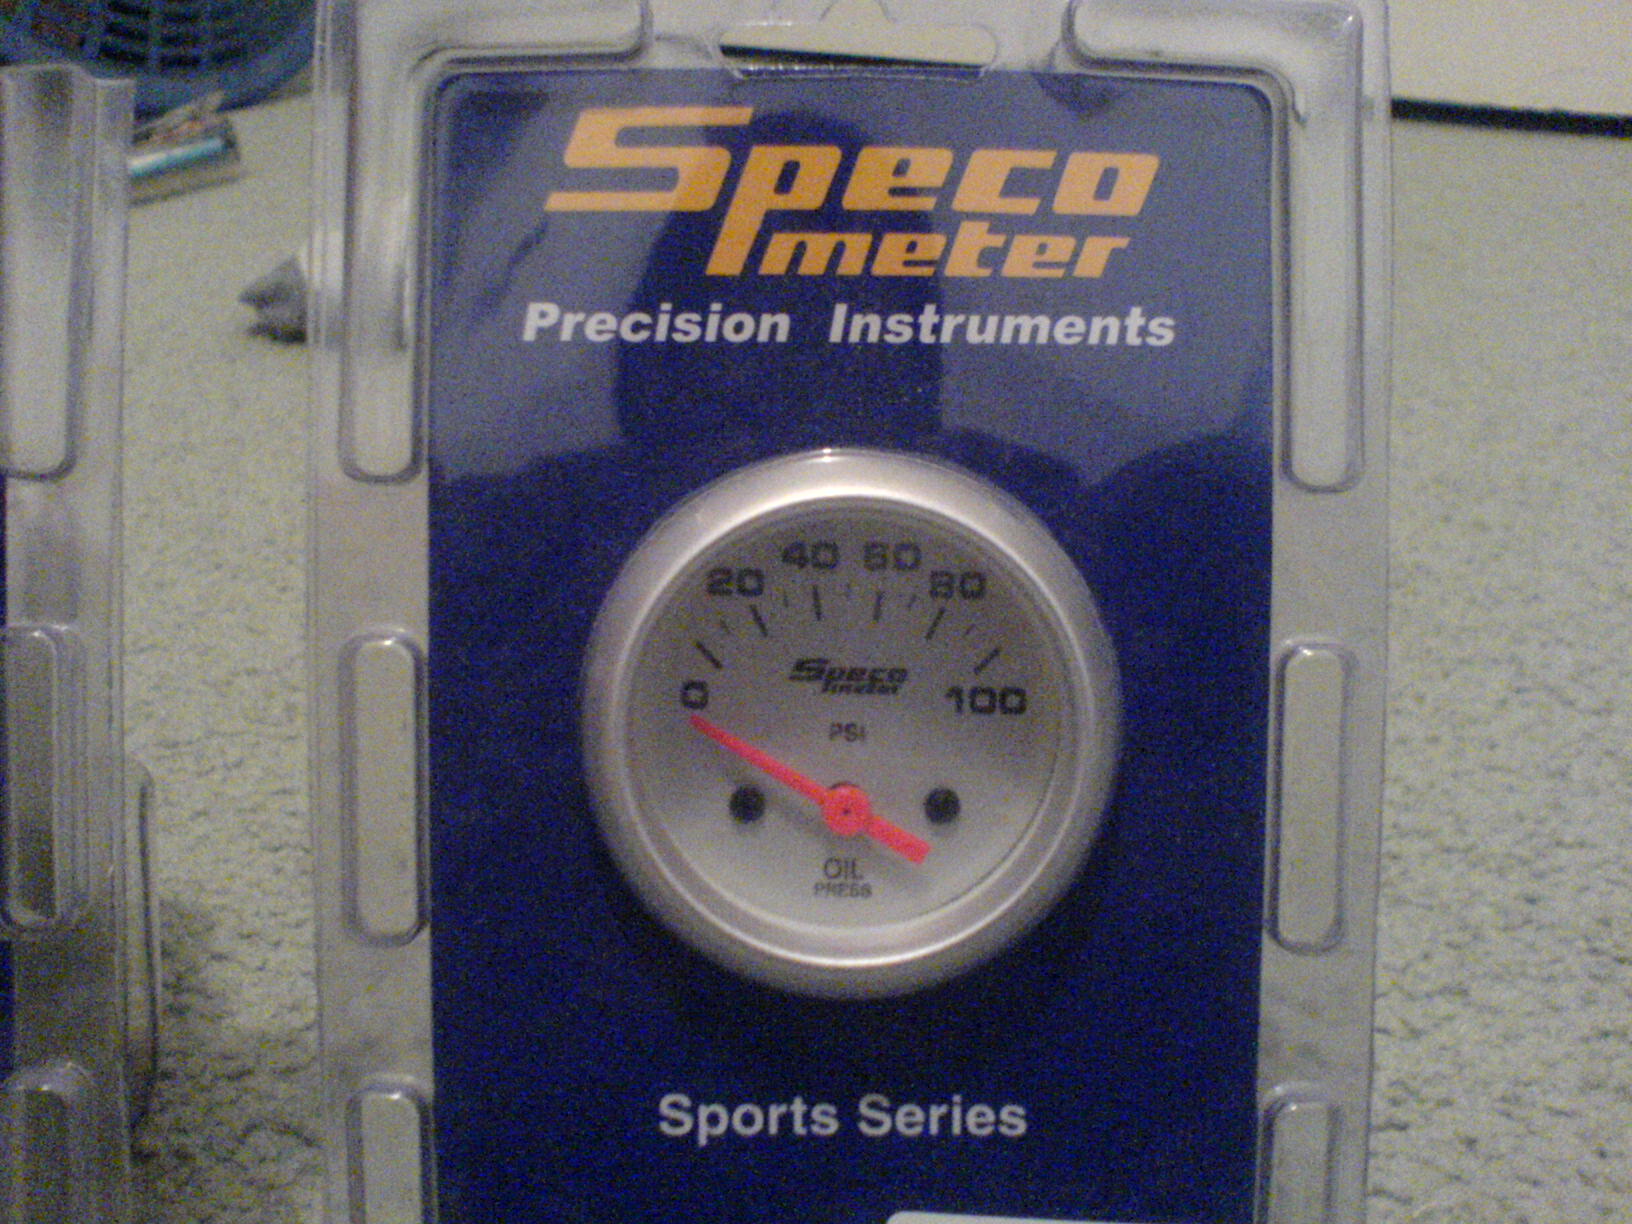 Speco
meter
Precision Instruments
20 40 60 80
0 100
Speco
meter
PSI
OIL
PRESS
Sports Series